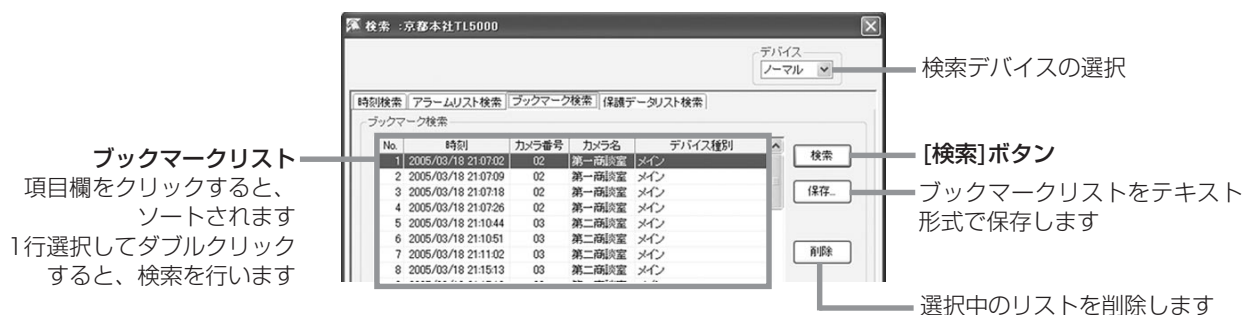 検索 :京都本社TL5000
デバイス
ノーマル
検索デバイスの選択
時刻検索 アラームリスト検索 ブックマーク検索 保護データリスト検索
ブックマーク検索
No. 時刻 カメラ番号 カメラ名 デバイス種別
1 2005/03/18 21:07:02 02 第一商談室 メイン
2 2005/03/18 21:07:09 02 第一商談室 メイン
3 2005/03/18 21:07:18 02 第一商談室 メイン
4 2005/03/18 21:07:26 02 第一商談室 メイン
5 2005/03/18 21:10:44 03 第二商談室 メイン
6 2005/03/18 21:10:51 03 第二商談室 メイン
7 2005/03/18 21:11:02 03 第二商談室 メイン
8 2005/03/18 21:15:13 03 第二商談室 メイン
検索
保存...
削除
ブックマークリスト
項目欄をクリックすると、
ソートされます
1行選択してダブルクリック
すると、検索を行います
[検索]ボタン
ブックマークリストをテキスト
形式で保存します
選択中のリストを削除します